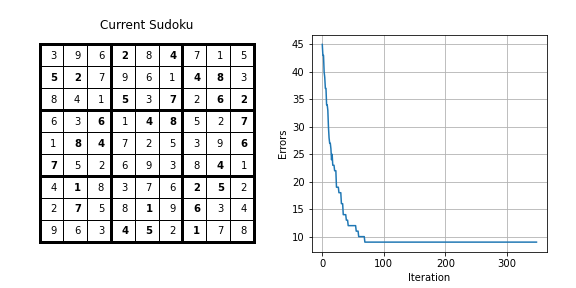 Current Sudoku
3 9 6 2 8 4 7 1 5
5 2 7 9 6 1 4 8 3
8 4 1 5 3 7 2 6 2
6 3 6 1 4 8 5 2 7
1 8 4 7 2 5 3 9 6
7 5 2 6 9 3 8 4 1
4 1 8 3 7 6 2 5 2
2 7 5 8 1 9 6 3 4
9 6 3 4 5 2 1 7 8
Errors
45
40
35
30
25
20
15
10
0 100 200 300
Iteration